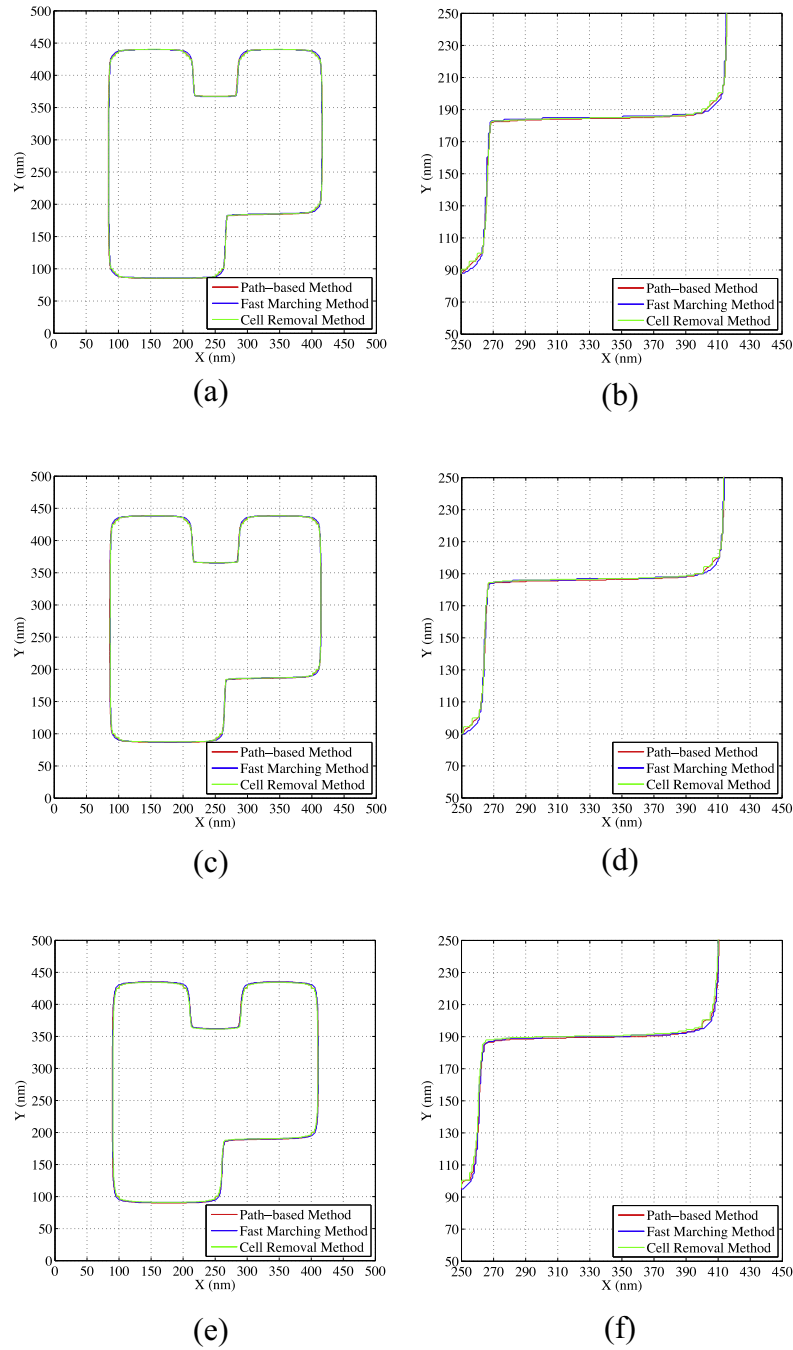 500
450
400
350
300
250
200
150
100
50
0
Y (nm)
0 50 100 150 200 250 300 350 400 450 500
X (nm)
Path-based Method
Fast Marching Method
Cell Removal Method
(a)
250
230
210
190
170
150
130
110
90
70
50
Y (nm)
250 270 290 310 330 350 370 390 410 430 450
X (nm)
Path-based Method
Fast Marching Method
Cell Removal Method
(b)
500
450
400
350
300
250
200
150
100
50
0
Y (nm)
0 50 100 150 200 250 300 350 400 450 500
X (nm)
Path-based Method
Fast Marching Method
Cell Removal Method
(c)
250
230
210
190
170
150
130
110
90
70
50
Y (nm)
250 270 290 310 330 350 370 390 410 430 450
X (nm)
Path-based Method
Fast Marching Method
Cell Removal Method
(d)
500
450
400
350
300
250
200
150
100
50
0
Y (nm)
0 50 100 150 200 250 300 350 400 450 500
X (nm)
Path-based Method
Fast Marching Method
Cell Removal Method
(e)
250
230
210
190
170
150
130
110
90
70
50
Y (nm)
250 270 290 310 330 350 370 390 410 430 450
X (nm)
Path-based Method
Fast Marching Method
Cell Removal Method
(f)